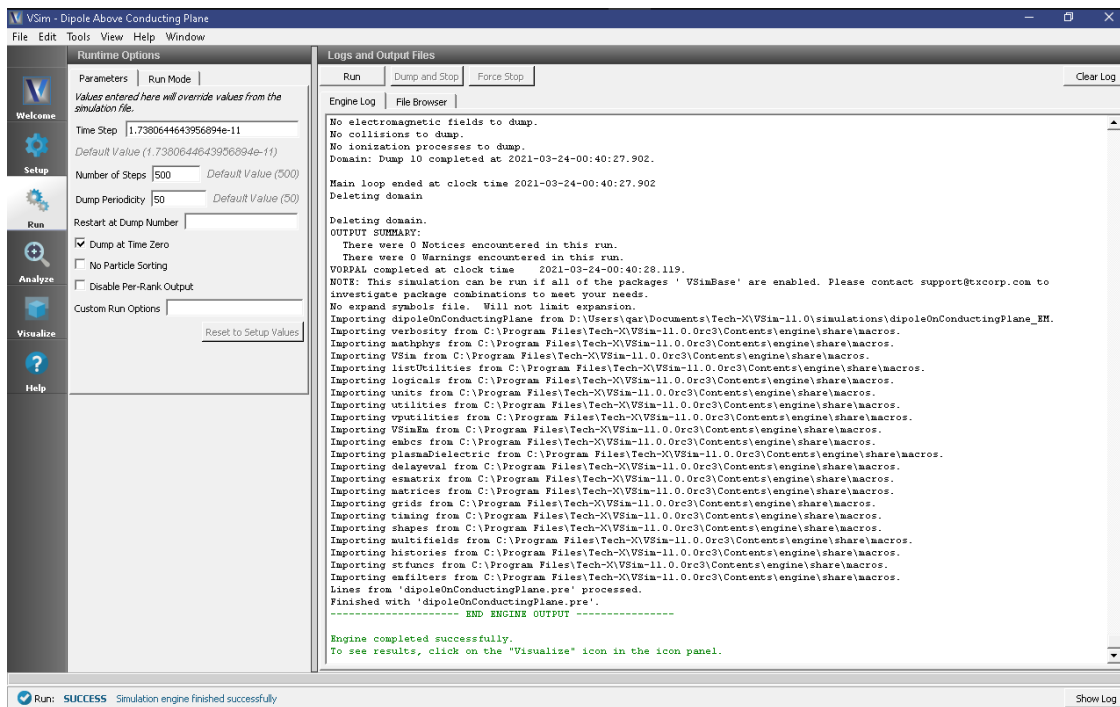 VSim - Dipole Above Conducting Plane
File Edit Tools View Help Window
Welcome
Setup
Run
Analyze
Visualize
Help
Runtime Options
Parameters Run Mode
Values entered here will override values from the
simulation file.
Time Step 1.7380644643956894e-11
Default Value (1.7380644643956894e-11)
Number of Steps 500 Default Value (500)
Dump Periodicity 50 Default Value (50)
Restart at Dump Number
Dump at Time Zero
No Particle Sorting
Disable Per-Rank Output
Custom Run Options
Reset to Setup Values
Logs and Output Files
Run Dump and Stop Force Stop Clear Log
Engine Log File Browser
No electromagnetic fields to dump.
No collisions to dump.
No ionization processes to dump.
Domain: Dump 10 completed at 2021-03-24-00:40:27.902.
Main loop ended at clock time 2021-03-24-00:40:27.902
Deleting domain
Deleting domain.
OUTPUT SUMMARY:
There were 0 Notices encountered in this run.
There were 0 Warnings encountered in this run.
VORPAL completed at clock time 2021-03-24-00:40:28.119.
NOTE: This simulation can be run if all of the packages ' VSimBase' are enabled. Please contact support@txcorp.com to
investigate package combinations to meet your needs.
No expand symbols file. Will not limit expansion.
Importing dipoleOnConductingPlane from D:\Users\qar\Documents\Tech-X\VSim-11.0\simulations\dipoleOnConductingPlane_EM.
Importing verbosity from C:\Program Files\Tech-X\VSim-11.0.0rc3\Contents\engine\share\macros.
Importing mathphys from C:\Program Files\Tech-X\VSim-11.0.0rc3\Contents\engine\share\macros.
Importing VSim from C:\Program Files\Tech-X\VSim-11.0.0rc3\Contents\engine\share\macros.
Importing listUtilities from C:\Program Files\Tech-X\VSim-11.0.0rc3\Contents\engine\share\macros.
Importing logicals from C:\Program Files\Tech-X\VSim-11.0.0rc3\Contents\engine\share\macros.
Importing units from C:\Program Files\Tech-X\VSim-11.0.0rc3\Contents\engine\share\macros.
Importing utilities from C:\Program Files\Tech-X\VSim-11.0.0rc3\Contents\engine\share\macros.
Importing vputilities from C:\Program Files\Tech-X\VSim-11.0.0rc3\Contents\engine\share\macros.
Importing VSimEm from C:\Program Files\Tech-X\VSim-11.0.0rc3\Contents\engine\share\macros.
Importing embcs from C:\Program Files\Tech-X\VSim-11.0.0rc3\Contents\engine\share\macros.
Importing plasmaDielectric from C:\Program Files\Tech-X\VSim-11.0.0rc3\Contents\engine\share\macros.
Importing delayeval from C:\Program Files\Tech-X\VSim-11.0.0rc3\Contents\engine\share\macros.
Importing esmatrix from C:\Program Files\Tech-X\VSim-11.0.0rc3\Contents\engine\share\macros.
Importing matrices from C:\Program Files\Tech-X\VSim-11.0.0rc3\Contents\engine\share\macros.
Importing grids from C:\Program Files\Tech-X\VSim-11.0.0rc3\Contents\engine\share\macros.
Importing timing from C:\Program Files\Tech-X\VSim-11.0.0rc3\Contents\engine\share\macros.
Importing shapes from C:\Program Files\Tech-X\VSim-11.0.0rc3\Contents\engine\share\macros.
Importing multifields from C:\Program Files\Tech-X\VSim-11.0.0rc3\Contents\engine\share\macros.
Importing histories from C:\Program Files\Tech-X\VSim-11.0.0rc3\Contents\engine\share\macros.
Importing stfuncs from C:\Program Files\Tech-X\VSim-11.0.0rc3\Contents\engine\share\macros.
Importing emfilters from C:\Program Files\Tech-X\VSim-11.0.0rc3\Contents\engine\share\macros.
Lines from 'dipoleOnConductingPlane.pre' processed.
Finished with 'dipoleOnConductingPlane.pre'.
-------------------- END ENGINE OUTPUT ---------------
Engine completed successfully.
To see results, click on the "Visualize" icon in the icon panel.
Run: SUCCESS Simulation engine finished successfully Show Log